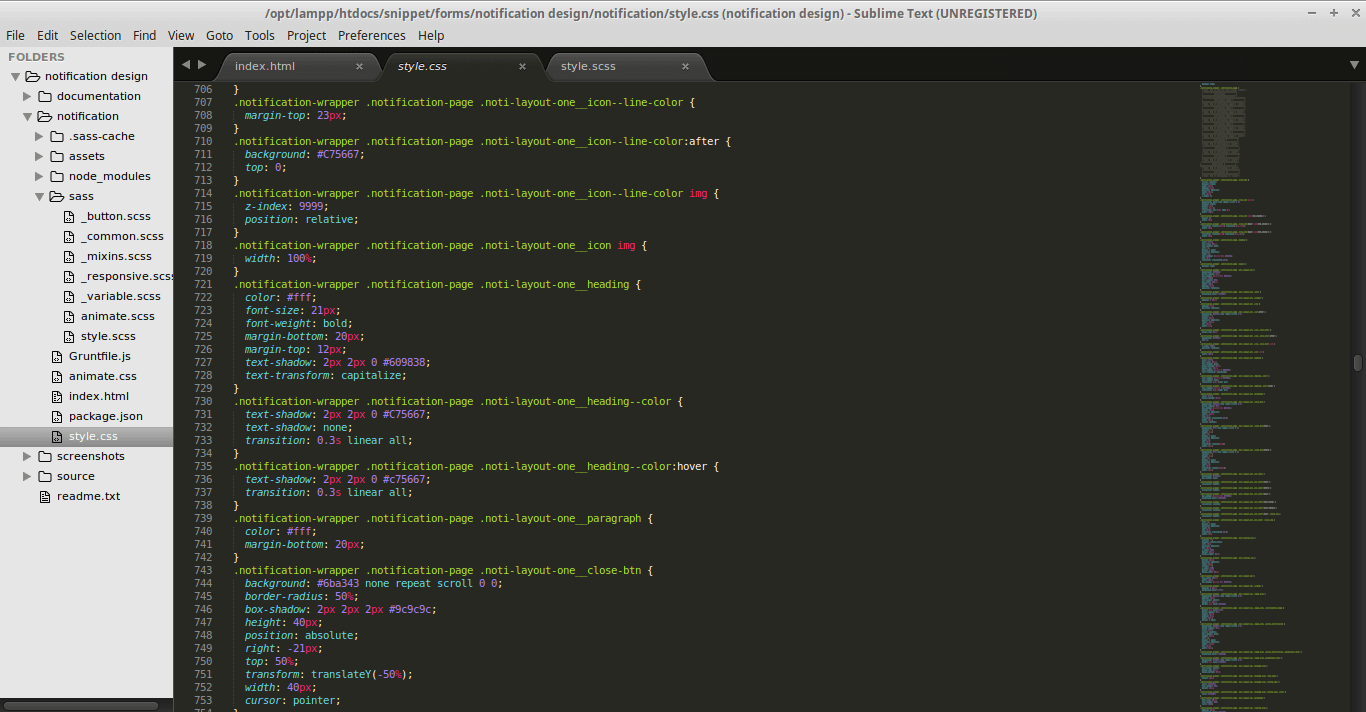 /opt/lampp/htdocs/snippet/forms/notification design/notification/style.css (notification design) - Sublime Text (UNREGISTERED)
File Edit Selection Find View Goto Tools Project Preferences Help
FOLDERS
notification design
documentation
notification
.sass-cache
assets
node_modules
sass
_button.scss
_common.scss
_mixins.scss
_responsive.scss
_variable.scss
animate.scss
style.scss
Gruntfile.js
animate.css
index.html
package.json
style.css
screenshots
source
readme.txt
index.html × style.css × style.scss ×
706 }
707 .notification-wrapper .notification-page .noti-layout-one__icon--line-color {
708 margin-top: 23px;
709 }
710 .notification-wrapper .notification-page .noti-layout-one__icon--line-color:after {
711 background: #C75667;
712 top: 0;
713 }
714 .notification-wrapper .notification-page .noti-layout-one__icon--line-color img {
715 z-index: 9999;
716 position: relative;
717 }
718 .notification-wrapper .notification-page .noti-layout-one__icon img {
719 width: 100%;
720 }
721 .notification-wrapper .notification-page .noti-layout-one__heading {
722 color: #fff;
723 font-size: 21px;
724 font-weight: bold;
725 margin-bottom: 20px;
726 margin-top: 12px;
727 text-shadow: 2px 2px 0 #609838;
728 text-transform: capitalize;
729 }
730 .notification-wrapper .notification-page .noti-layout-one__heading--color {
731 text-shadow: 2px 2px 0 #C75667;
732 text-shadow: none;
733 transition: 0.3s linear all;
734 }
735 .notification-wrapper .notification-page .noti-layout-one__heading--color:hover {
736 text-shadow: 2px 2px 0 #c75667;
737 transition: 0.3s linear all;
738 }
739 .notification-wrapper .notification-page .noti-layout-one__paragraph {
740 color: #fff;
741 margin-bottom: 20px;
742 }
743 .notification-wrapper .notification-page .noti-layout-one__close-btn {
744 background: #6ba343 none repeat scroll 0 0;
745 border-radius: 50%;
746 box-shadow: 2px 2px 2px #9c9c9c;
747 height: 40px;
748 position: absolute;
749 right: -21px;
750 top: 50%;
751 transform: translateY(-50%);
752 width: 40px;
753 cursor: pointer;